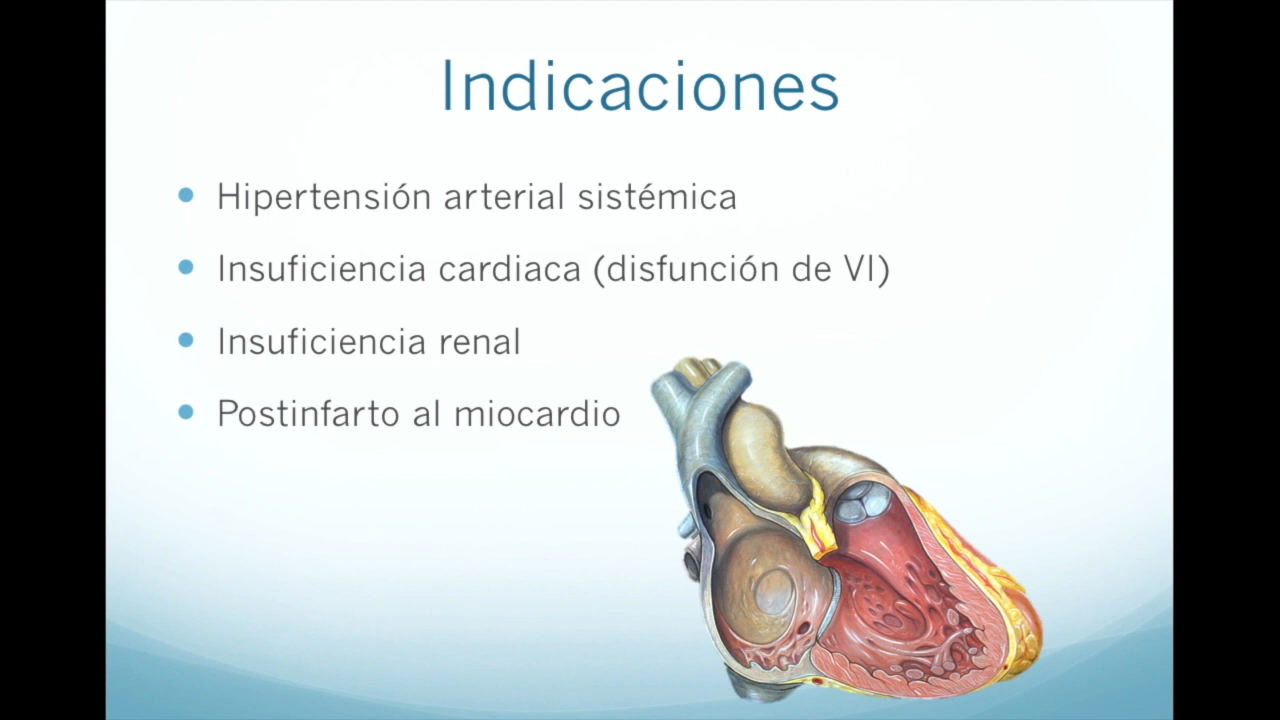 Indicaciones
Hipertensión arterial sistémica
Insuficiencia cardiaca (disfunción de VI)
Insuficiencia renal
Postinfarto al miocardio